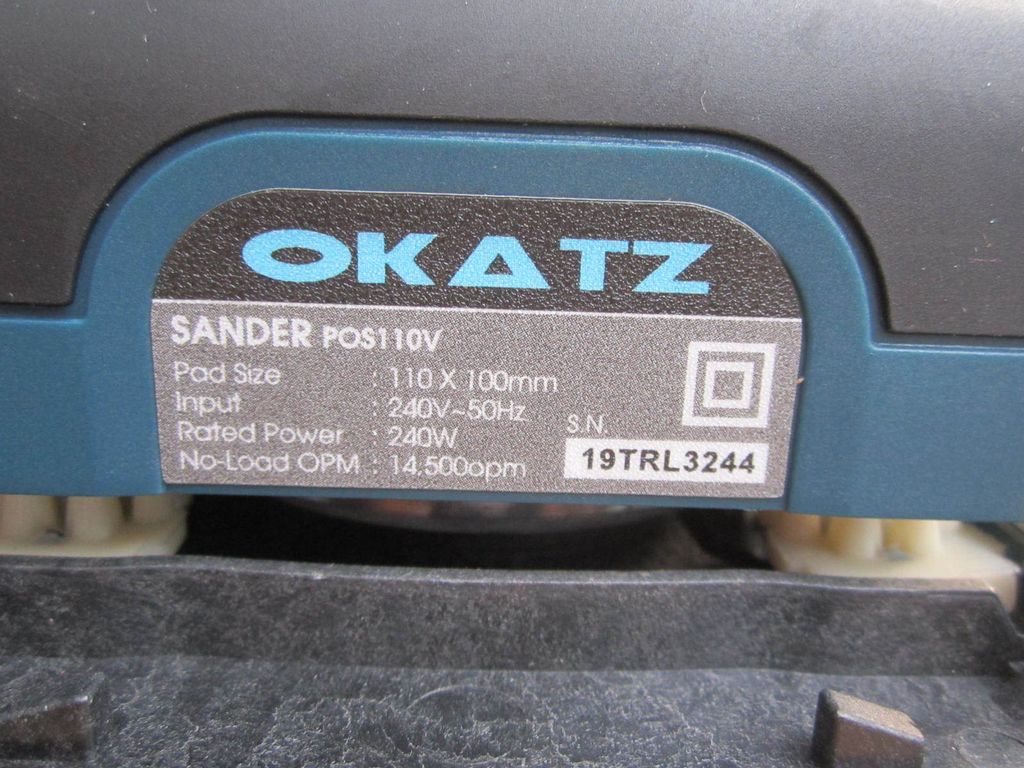 OKATZ
SANDER POS110V
Pad Size : 110 X 100mm
Input : 240V~50Hz
Rated Power : 240W
No-Load OPM : 14,500opm
S.N.
19TRL3244